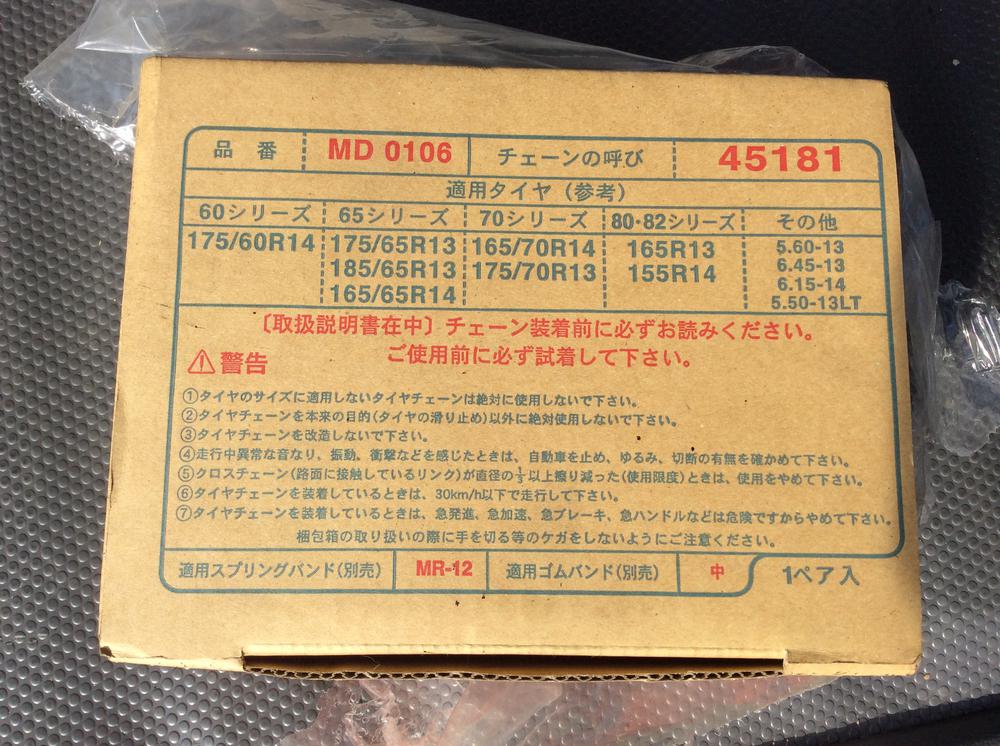 品番 MD 0106 チェーンの呼び 45181
適用タイヤ(参考)
60シリーズ 65シリーズ 70シリーズ 80・82シリーズ その他
175/60R14 175/65R13 165/70R14 165R13 5.60-13
185/65R13 175/70R13 155R14 6.45-13
165/65R14 6.15-14
5.50-13LT
〔取扱説明書在中〕チェーン装着前に必ずお読みください。
ご使用前に必ず試着して下さい。
⚠警告
①タイヤのサイズに適用しないタイヤチェーンは絶対に使用しないで下さい。
②タイヤチェーンを本来の目的(タイヤの滑り止め)以外に絶対使用しないで下さい。
③タイヤチェーンを改造しないで下さい。
④走行中異常な音なり、振動、衝撃などを感じたときは、自動車を止め、ゆるみ、切断の有無を確かめて下さい。
⑤クロスチェーン(路面に接触しているリンク)が直径の⅓以上擦り減った(使用限度)ときは、使用をやめて下さい。
⑥タイヤチェーンを装着しているときは、30km/h以下で走行して下さい。
⑦タイヤチェーンを装着しているときは、急発進、急加速、急ブレーキ、急ハンドルなどは危険ですからやめて下さい。
梱包箱の取り扱いの際に手を切る等のケガをしないようにご注意ください。
適用スプリングバンド(別売) MR-12 適用ゴムバンド(別売) 中 1ペア入